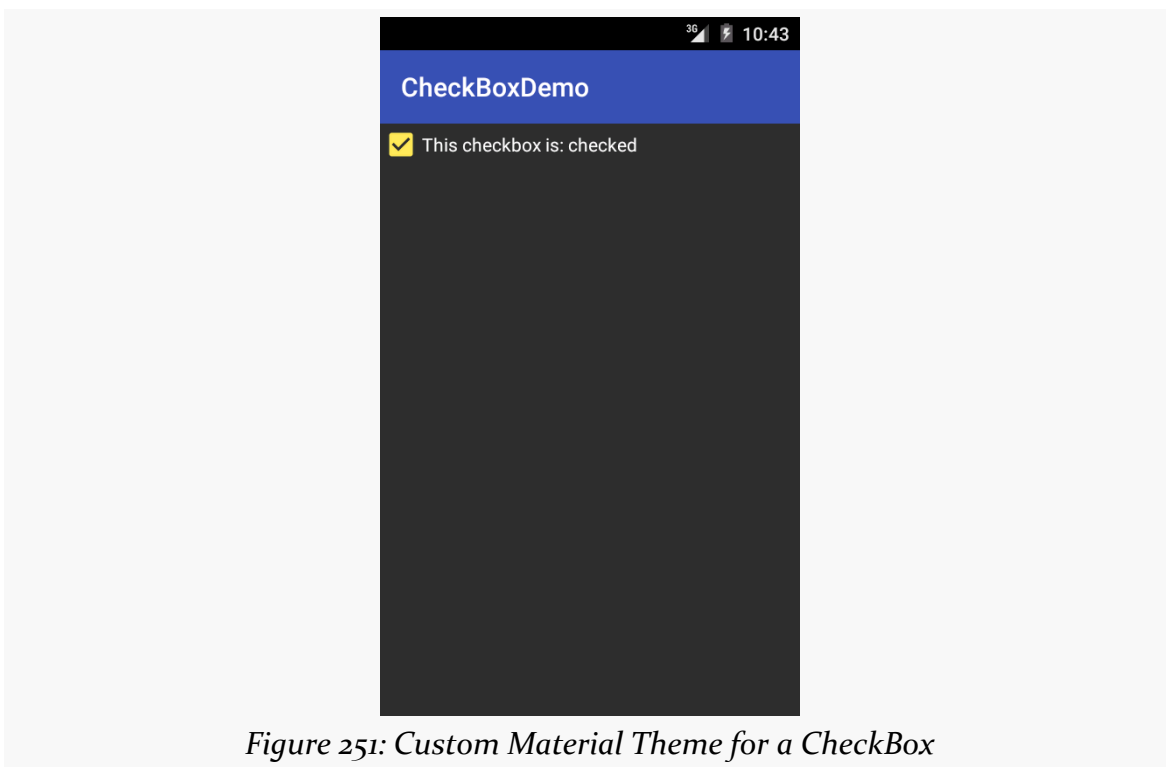 3G 10:43
CheckBoxDemo
This checkbox is: checked
Figure 251: Custom Material Theme for a CheckBox